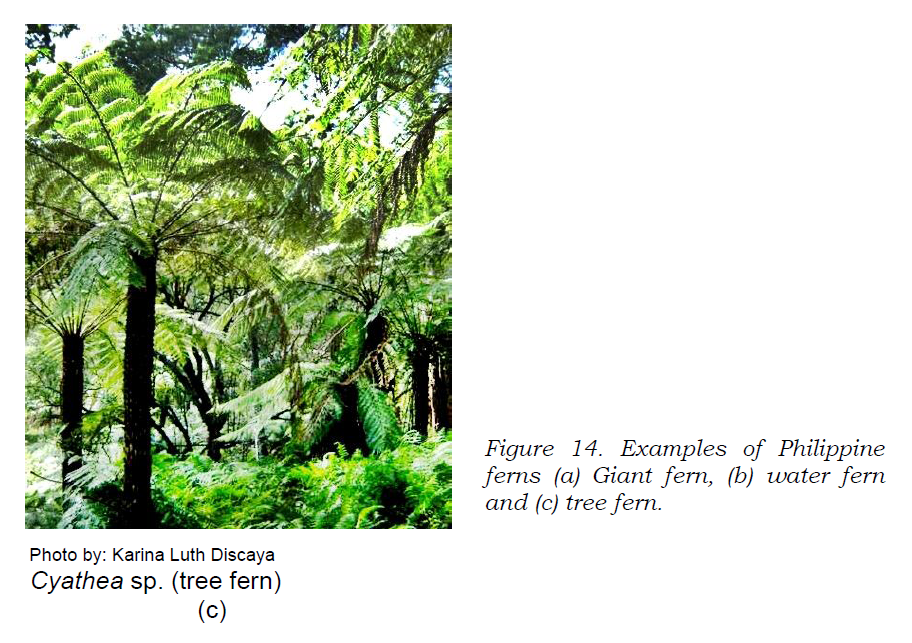 Figure 14. Examples of Philippine
ferns (a) Giant fern, (b) water fern
and (c) tree fern.
Photo by: Karina Luth Discaya
Cyathea sp. (tree fern)
(c)